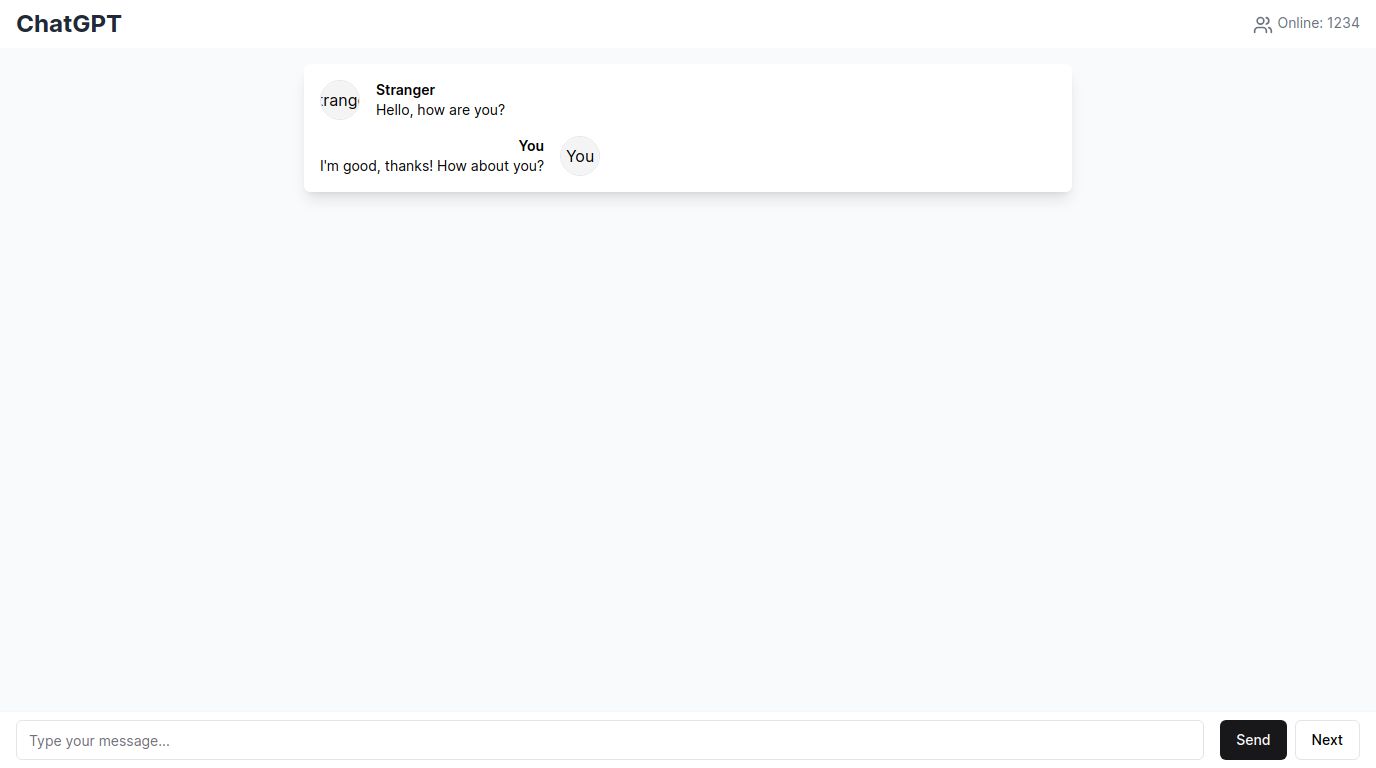 ChatGPT
Online: 1234
trange
Stranger
Hello, how are you?
You
I'm good, thanks! How about you?
You
Type your message...
Send
Next